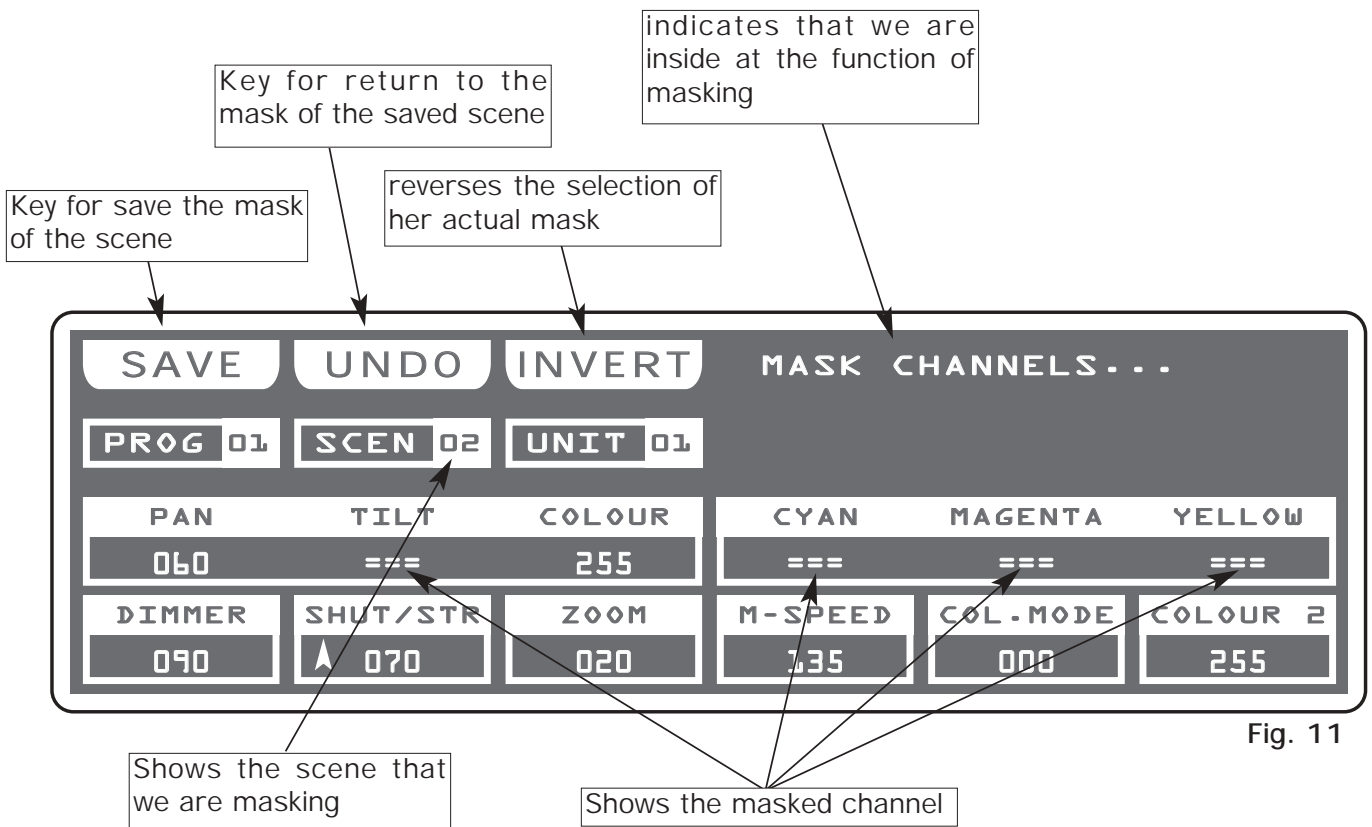 indicates that we are
inside at the function of
masking
Key for return to the
mask of the saved scene
reverses the selection of
her actual mask
Key for save the mask
of the scene
SAVE UNDO INVERT MASK CHANNELS...
PROG 01 SCEN 02 UNIT 01
PAN TILT COLOUR CYAN MAGENTA YELLOW
060 === 255 === === ===
DIMMER SHUT/STR ZOOM M-SPEED COL.MODE COLOUR 2
090 070 020 135 000 255
Fig. 11
Shows the scene that
we are masking
Shows the masked channel